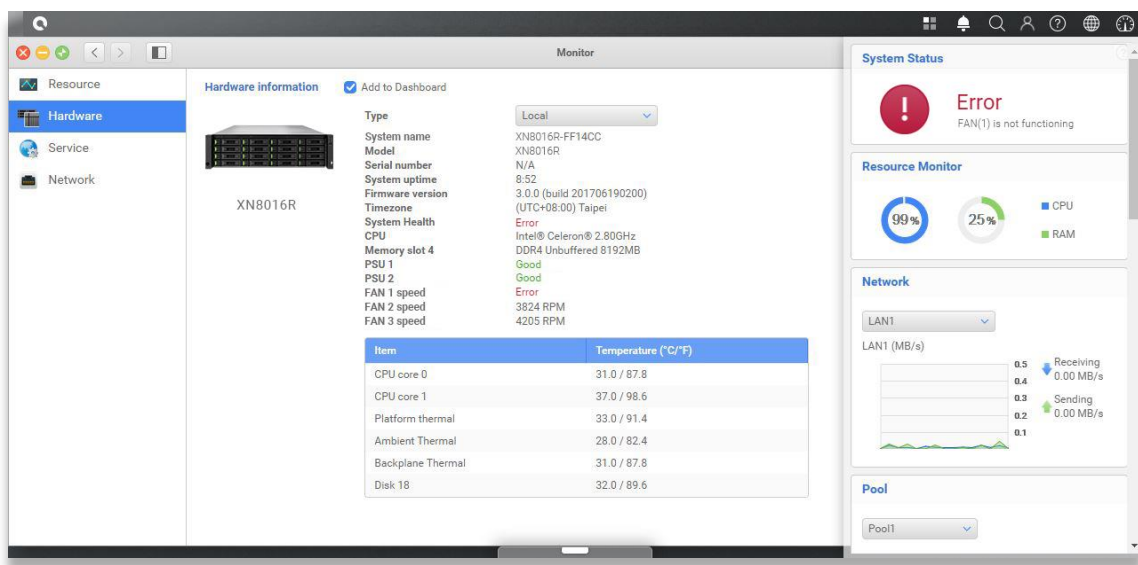 Monitor
Resource
Hardware
Service
Network
Hardware information
Add to Dashboard
XN8016R
Type Local
System name XN8016R-FF14CC
Model XN8016R
Serial number N/A
System uptime 8:52
Firmware version 3.0.0 (build 201706190200)
Timezone (UTC+08:00) Taipei
System Health Error
CPU Intel® Celeron® 2.80GHz
Memory slot 4 DDR4 Unbuffered 8192MB
PSU 1 Good
PSU 2 Good
FAN 1 speed Error
FAN 2 speed 3824 RPM
FAN 3 speed 4205 RPM
Item Temperature (°C/°F)
CPU core 0 31.0 / 87.8
CPU core 1 37.0 / 98.6
Platform thermal 33.0 / 91.4
Ambient Thermal 28.0 / 82.4
Backplane Thermal 31.0 / 87.8
Disk 18 32.0 / 89.6
System Status
Error
FAN(1) is not functioning
Resource Monitor
99%
25%
CPU
RAM
Network
LAN1
LAN1 (MB/s)
0.5
0.4
0.3
0.2
0.1
Receiving
0.00 MB/s
Sending
0.00 MB/s
Pool
Pool1